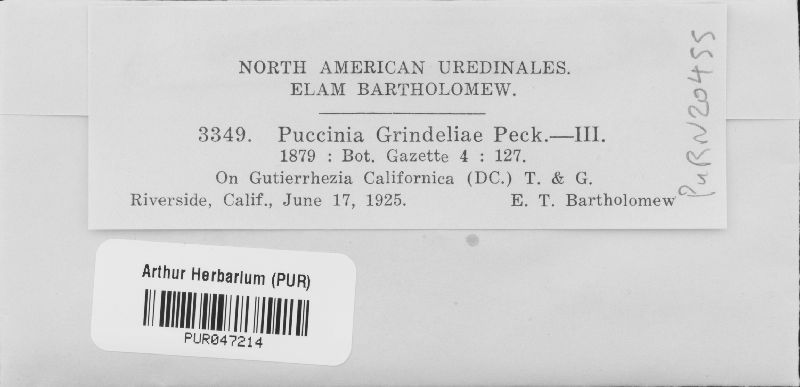 NORTH AMERICAN UREDINALES.
ELAM BARTHOLOMEW.
3349. Puccinia Grindeliae Peck.—III.
1879 : Bot. Gazette 4 : 127.
On Gutierrhezia Californica (DC.) T. & G.
Riverside, Calif., June 17, 1925. E. T. Bartholomew
PURN20455
Arthur Herbarium (PUR)
PUR047214